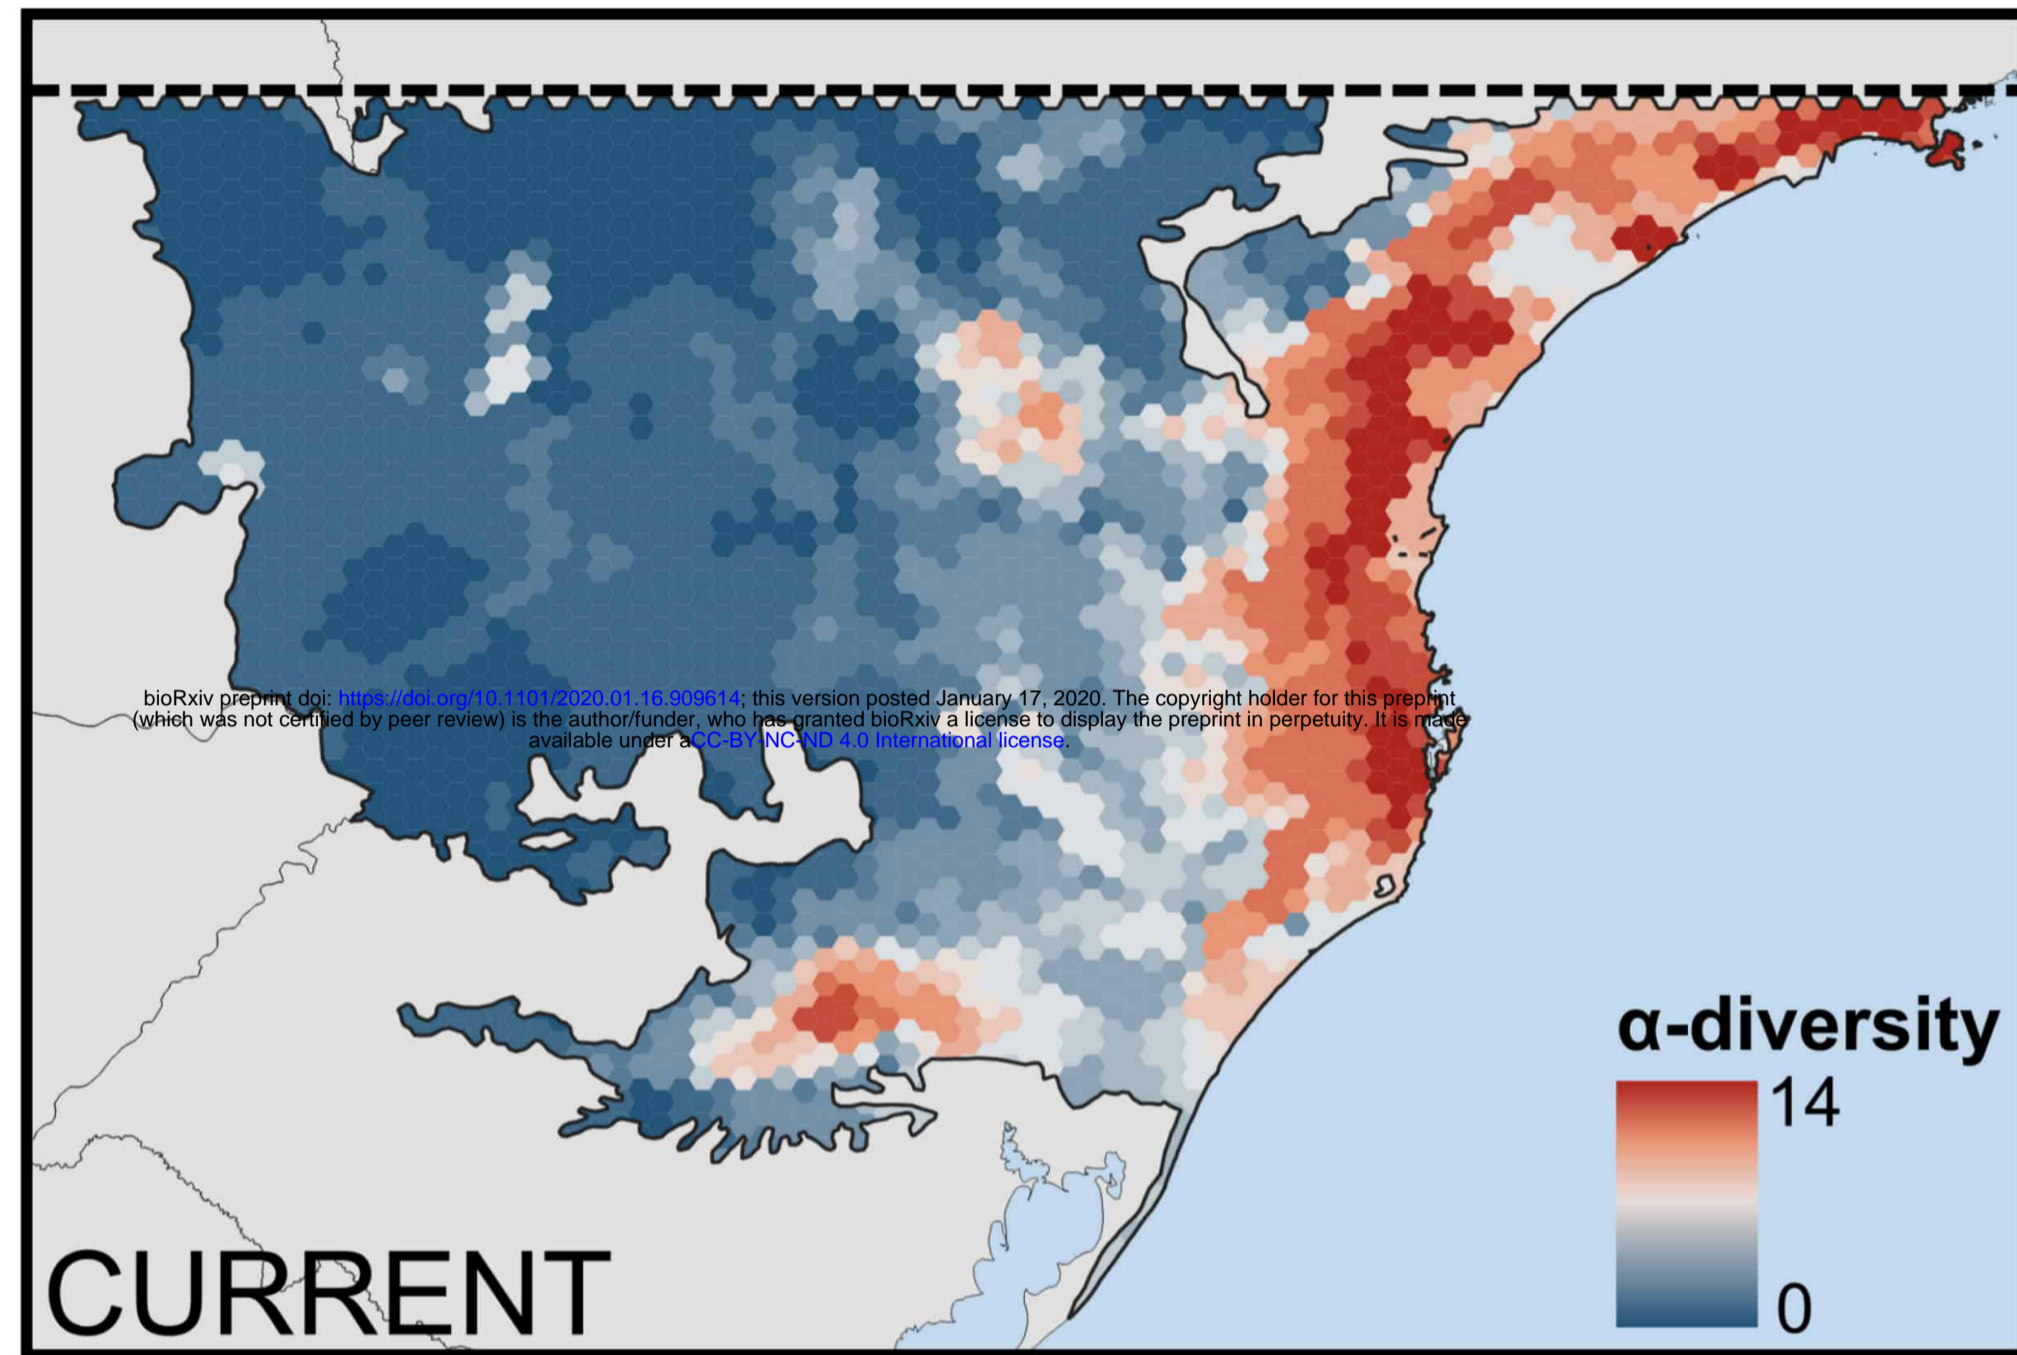 bioRxiv preprint doi: https://doi.org/10.1101/2020.01.16.909614; this version posted January 17, 2020. The copyright holder for this preprint
(which was not certified by peer review) is the author/funder, who has granted bioRxiv a license to display the preprint in perpetuity. It is made
available under aCC-BY-NC-ND 4.0 International license.
α-diversity
14
0
CURRENT